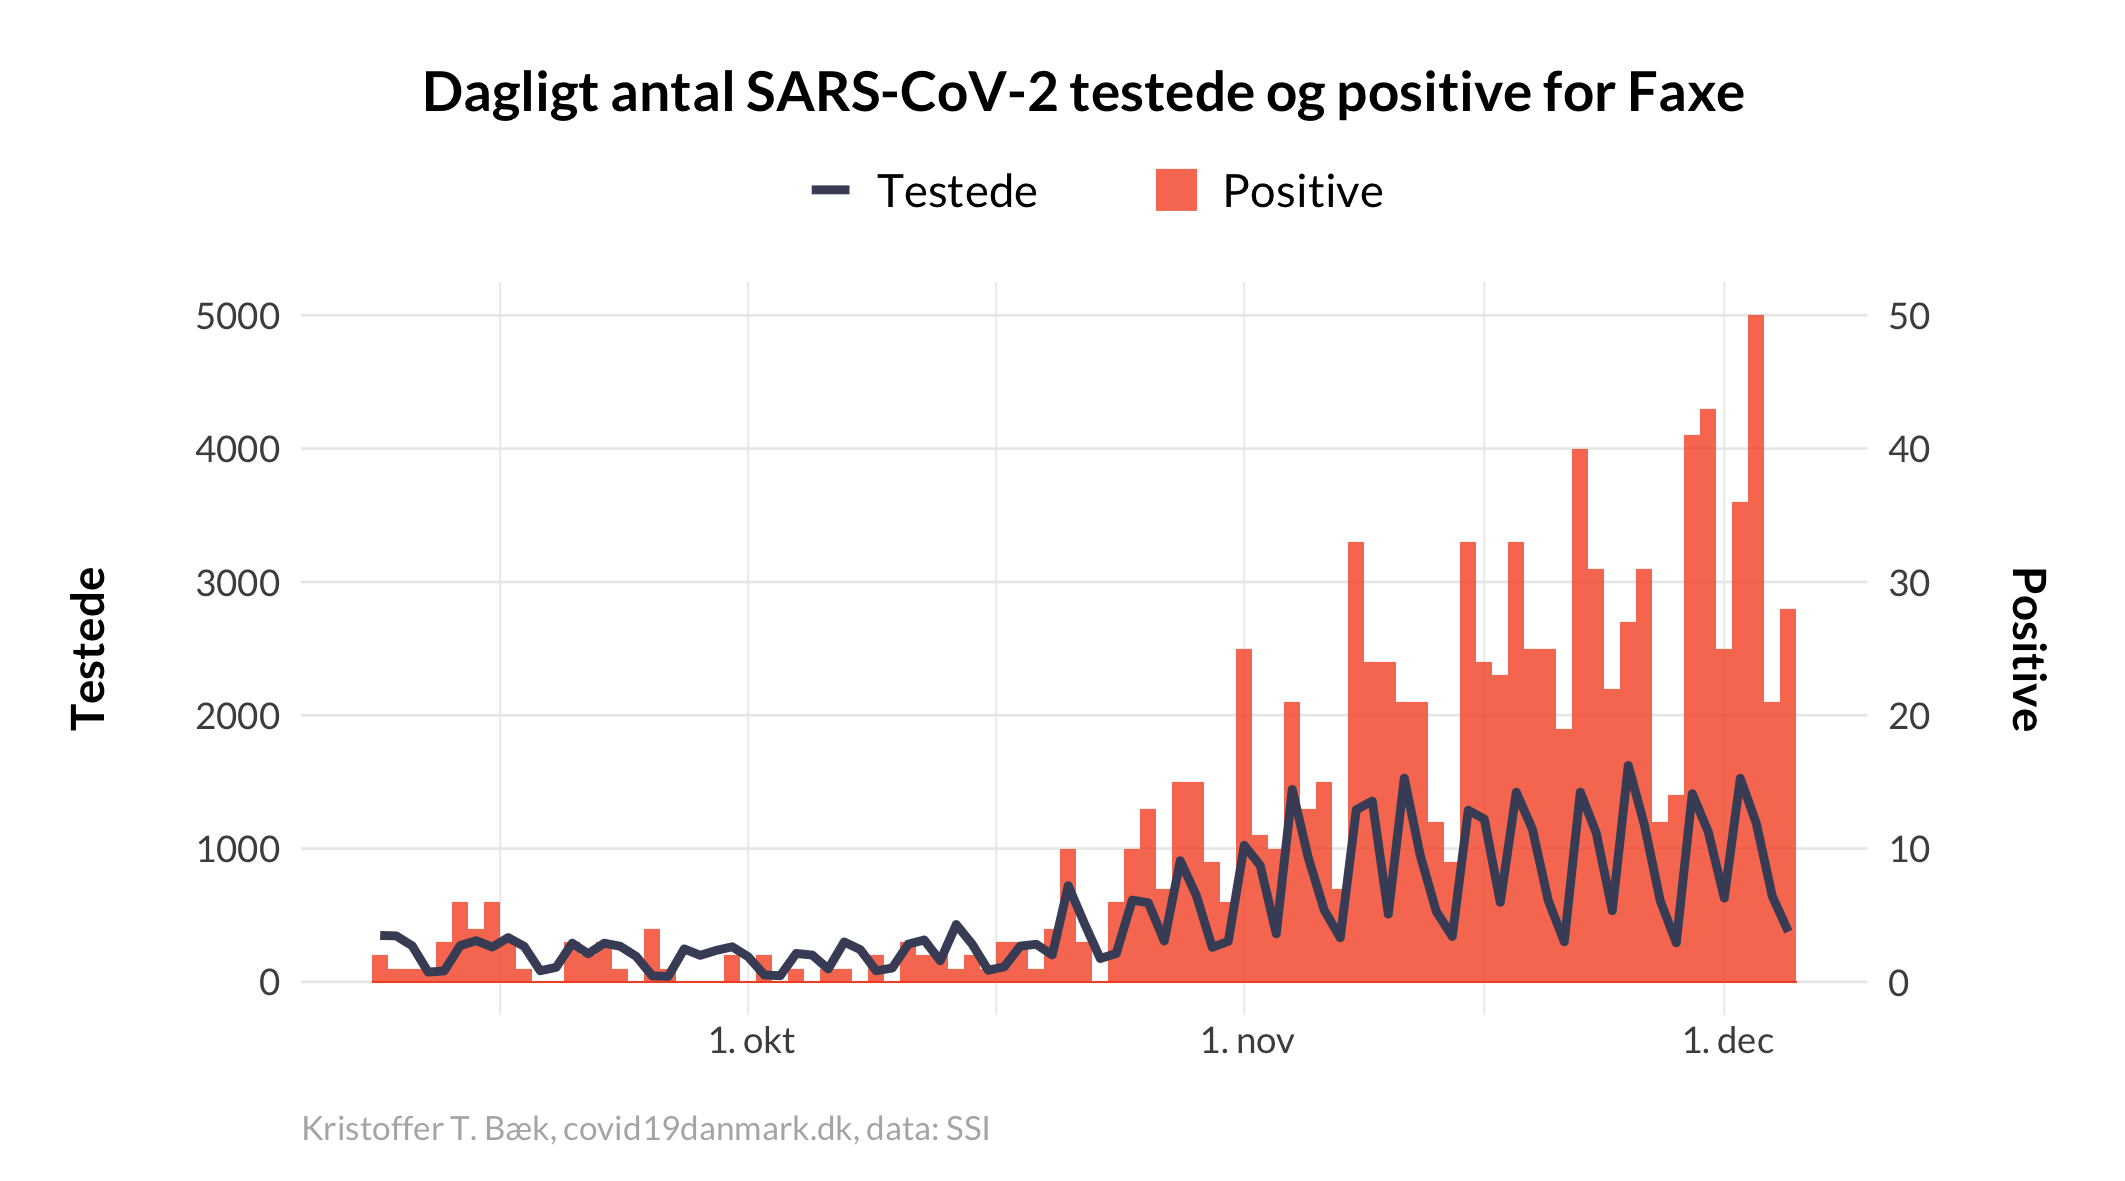 Dagligt antal SARS-CoV-2 testede og positive for Faxe
Testede Positive
5000 50
4000 40
3000 30
2000 20
1000 10
0 0
Testede
Positive
1. okt 1. nov 1. dec
Kristoffer T. Bæk, covid19danmark.dk, data: SSI